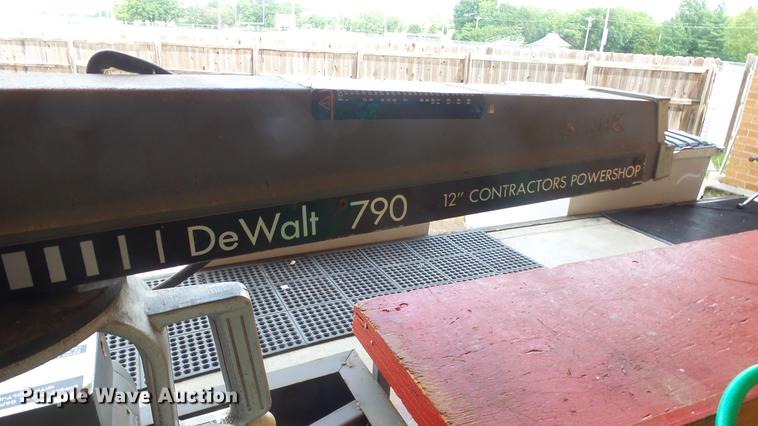 DeWalt 790 12" CONTRACTORS POWERSHOP
Purple Wave Auction